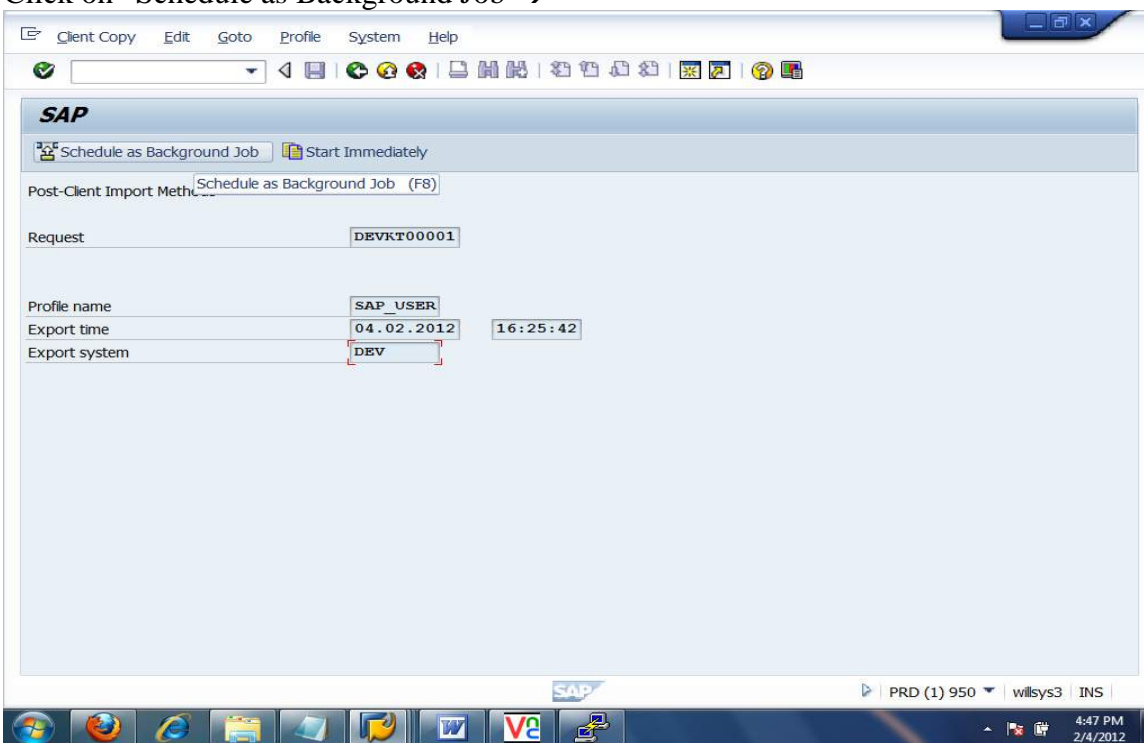 Click on "Schedule as Background Job" →
Client Copy Edit Goto Profile System Help
SAP
Schedule as Background Job Start Immediately
Post-Client Import Metho
Schedule as Background Job (F8)
Request DEVKT00001
Profile name SAP_USER
Export time 04.02.2012 16:25:42
Export system DEV
SAP
PRD (1) 950 willsys3 INS
4:47 PM
2/4/2012